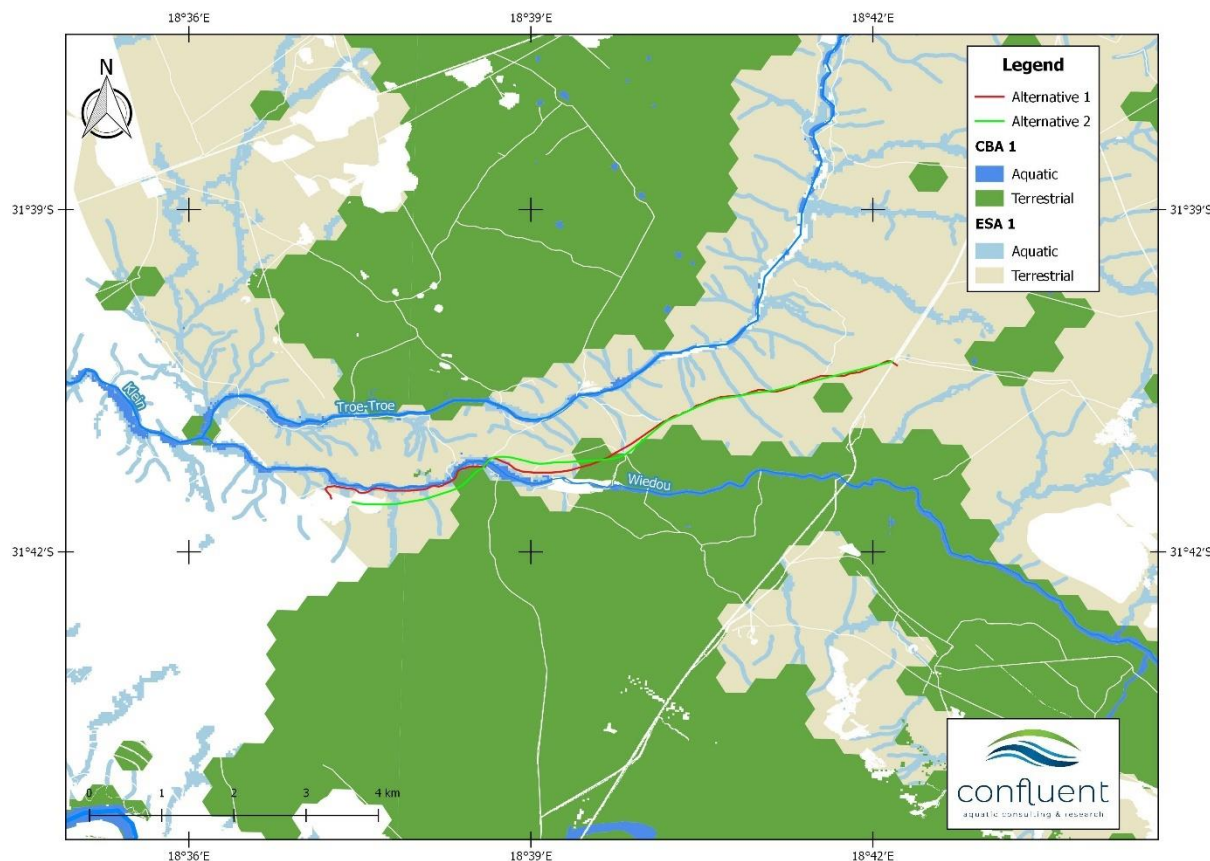 18°36'E
18°39'E
18°42'E
N
Legend
Alternative 1
Alternative 2
CBA 1
Aquatic
Terrestrial
ESA 1
Aquatic
Terrestrial
31°39'S
31°39'S
Klein
Troe-Troe
Wiedou
31°42'S
31°42'S
0 1 2 3 4 km
confluent
aquatic consulting & research
18°36'E
18°39'E
18°42'E